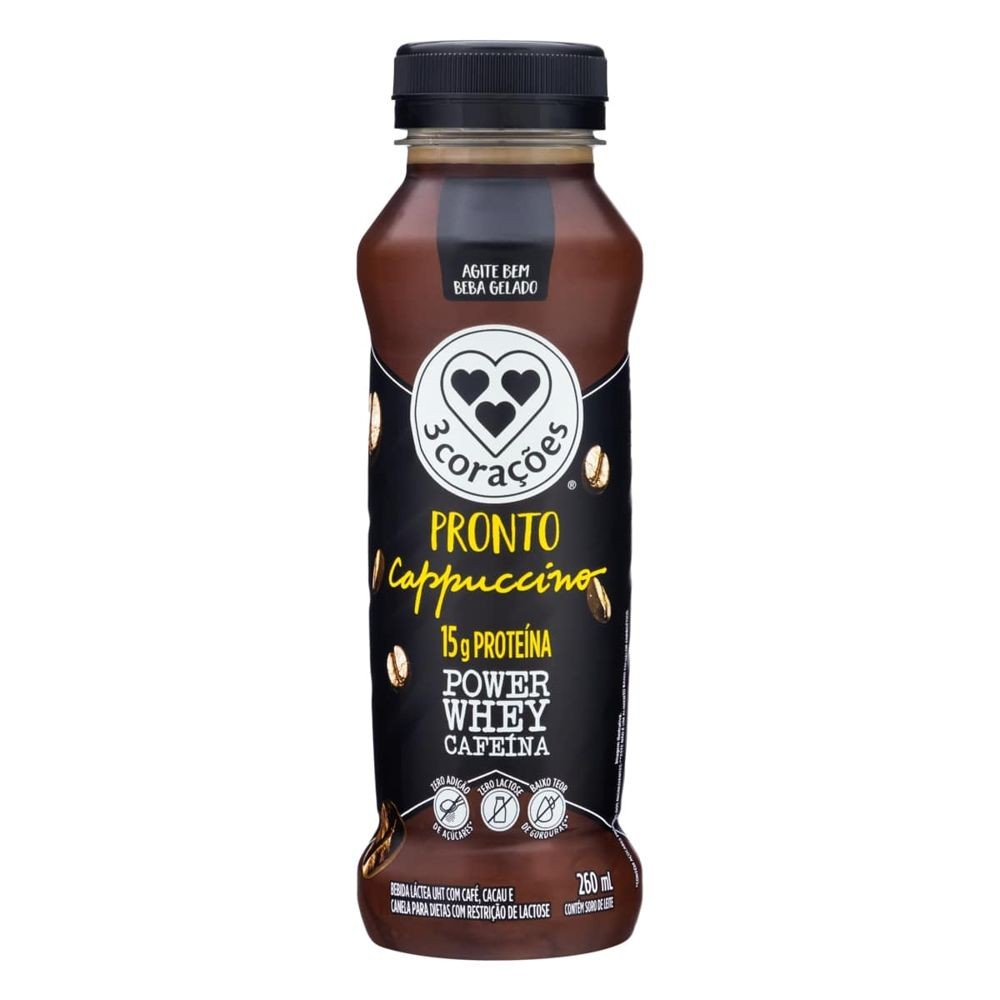 AGITE BEM
BEBA GELADO
3 corações
®
PRONTO
Cappuccino
15g PROTEÍNA
POWER
WHEY
CAFEÍNA
ZERO ADIÇÃO
DE AÇÚCARES*
ZERO LACTOSE
BAIXO TEOR
DE GORDURAS**
BEBIDA LÁCTEA UHT COM CAFÉ, CACAU E
CANELA PARA DIETAS COM RESTRIÇÃO DE LACTOSE
260 mL
CONTÉM SORO DE LEITE